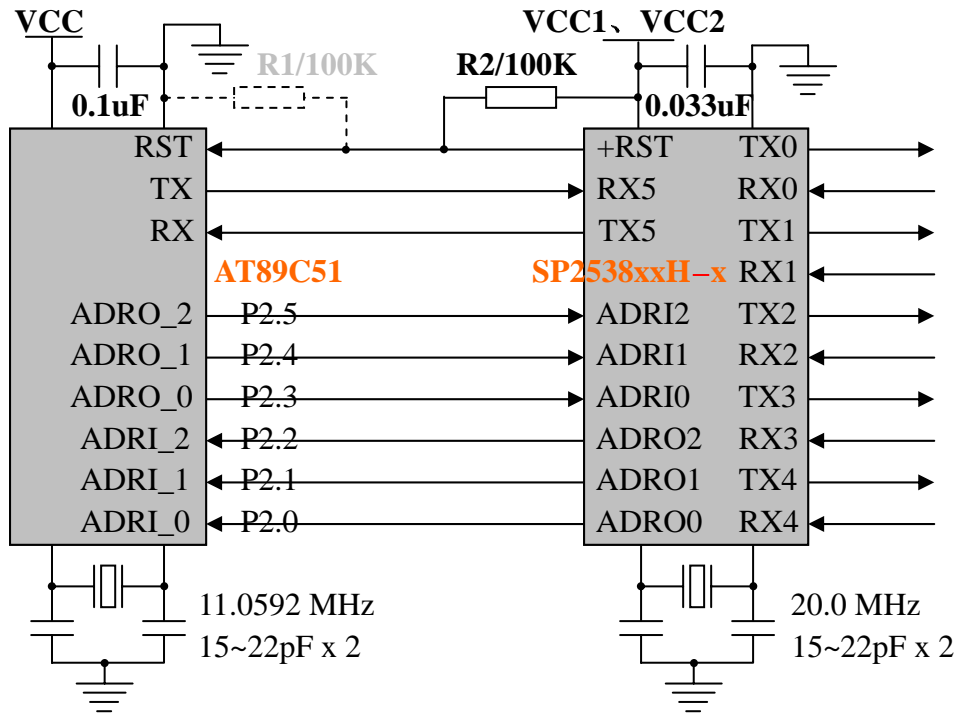 VCC
VCC1、VCC2
R1/100K
R2/100K
0.1uF
0.033uF
RST
+RST
TX0
TX
RX5
RX0
RX
TX5
TX1
AT89C51
SP2538xxH–x
RX1
ADRO_2
P2.5
ADRI2
TX2
ADRO_1
P2.4
ADRI1
RX2
ADRO_0
P2.3
ADRI0
TX3
ADRI_2
P2.2
ADRO2
RX3
ADRI_1
P2.1
ADRO1
TX4
ADRI_0
P2.0
ADRO0
RX4
11.0592 MHz
15~22pF x 2
20.0 MHz
15~22pF x 2